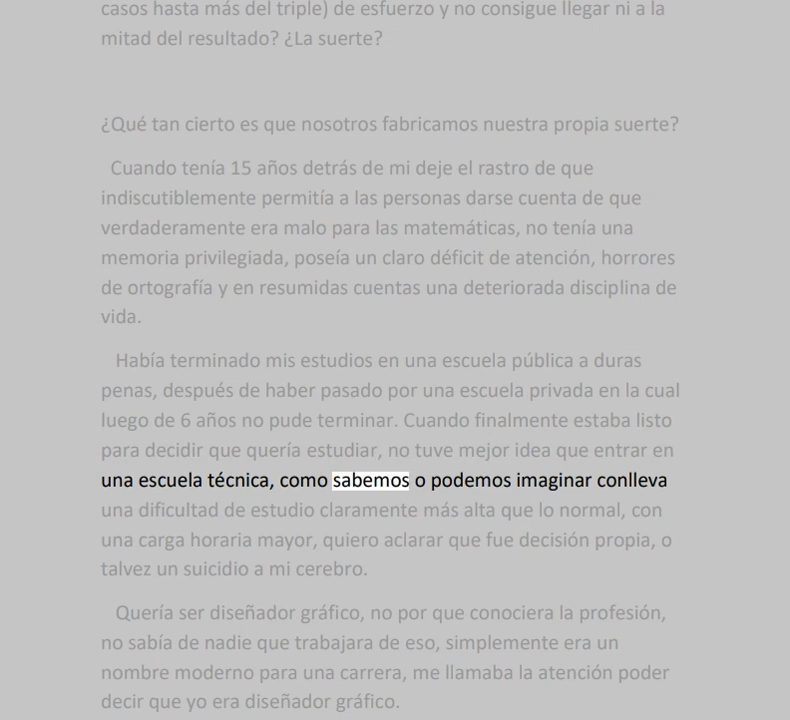 casos hasta más del triple) de esfuerzo y no consigue llegar ni a la
mitad del resultado? ¿La suerte?
¿Qué tan cierto es que nosotros fabricamos nuestra propia suerte?
Cuando tenía 15 años detrás de mi deje el rastro de que
indiscutiblemente permitía a las personas darse cuenta de que
verdaderamente era malo para las matemáticas, no tenía una
memoria privilegiada, poseía un claro déficit de atención, horrores
de ortografía y en resumidas cuentas una deteriorada disciplina de
vida.
Había terminado mis estudios en una escuela pública a duras
penas, después de haber pasado por una escuela privada en la cual
luego de 6 años no pude terminar. Cuando finalmente estaba listo
para decidir que quería estudiar, no tuve mejor idea que entrar en
una escuela técnica, como sabemos o podemos imaginar conlleva
una dificultad de estudio claramente más alta que lo normal, con
una carga horaria mayor, quiero aclarar que fue decisión propia, o
talvez un suicidio a mi cerebro.
Quería ser diseñador gráfico, no por que conociera la profesión,
no sabía de nadie que trabajara de eso, simplemente era un
nombre moderno para una carrera, me llamaba la atención poder
decir que yo era diseñador gráfico.